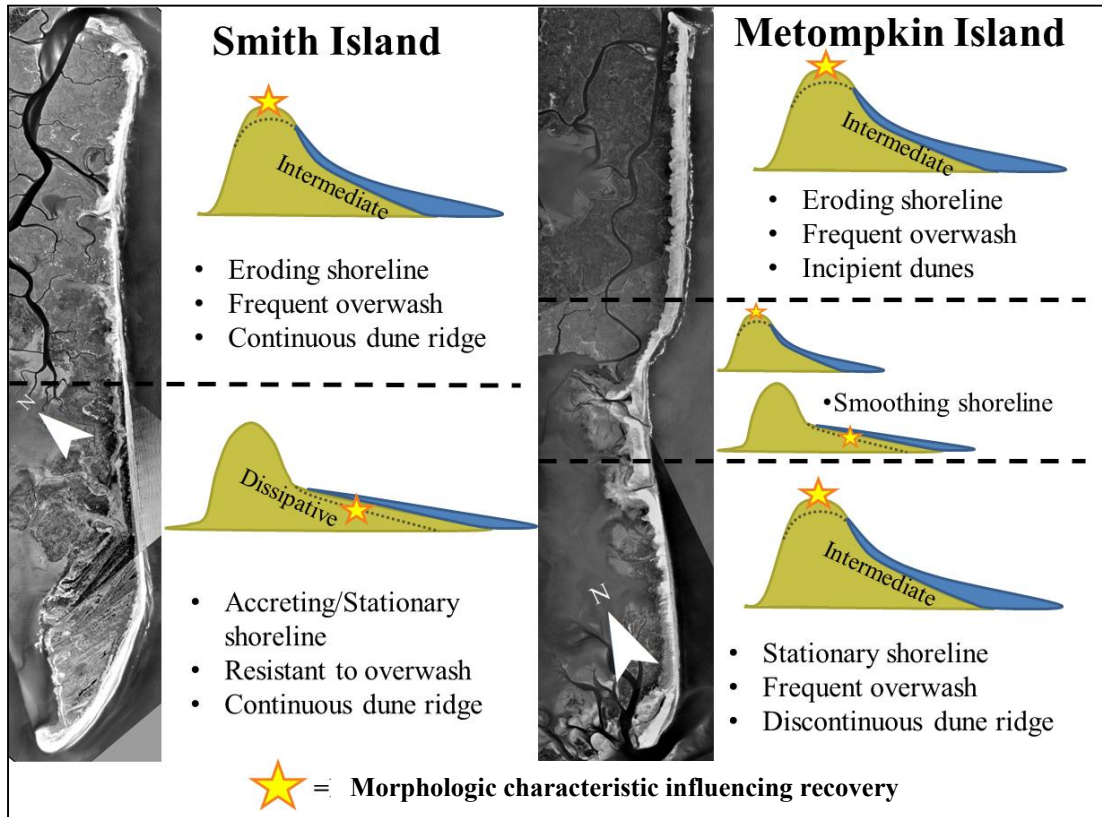 Smith Island
Intermediate
• Eroding shoreline
• Frequent overwash
• Continuous dune ridge
N
Dissipative
• Accreting/Stationary
shoreline
• Resistant to overwash
• Continuous dune ridge
Metompkin Island
Intermediate
• Eroding shoreline
• Frequent overwash
• Incipient dunes
•Smoothing shoreline
N
Intermediate
• Stationary shoreline
• Frequent overwash
• Discontinuous dune ridge
= Morphologic characteristic influencing recovery